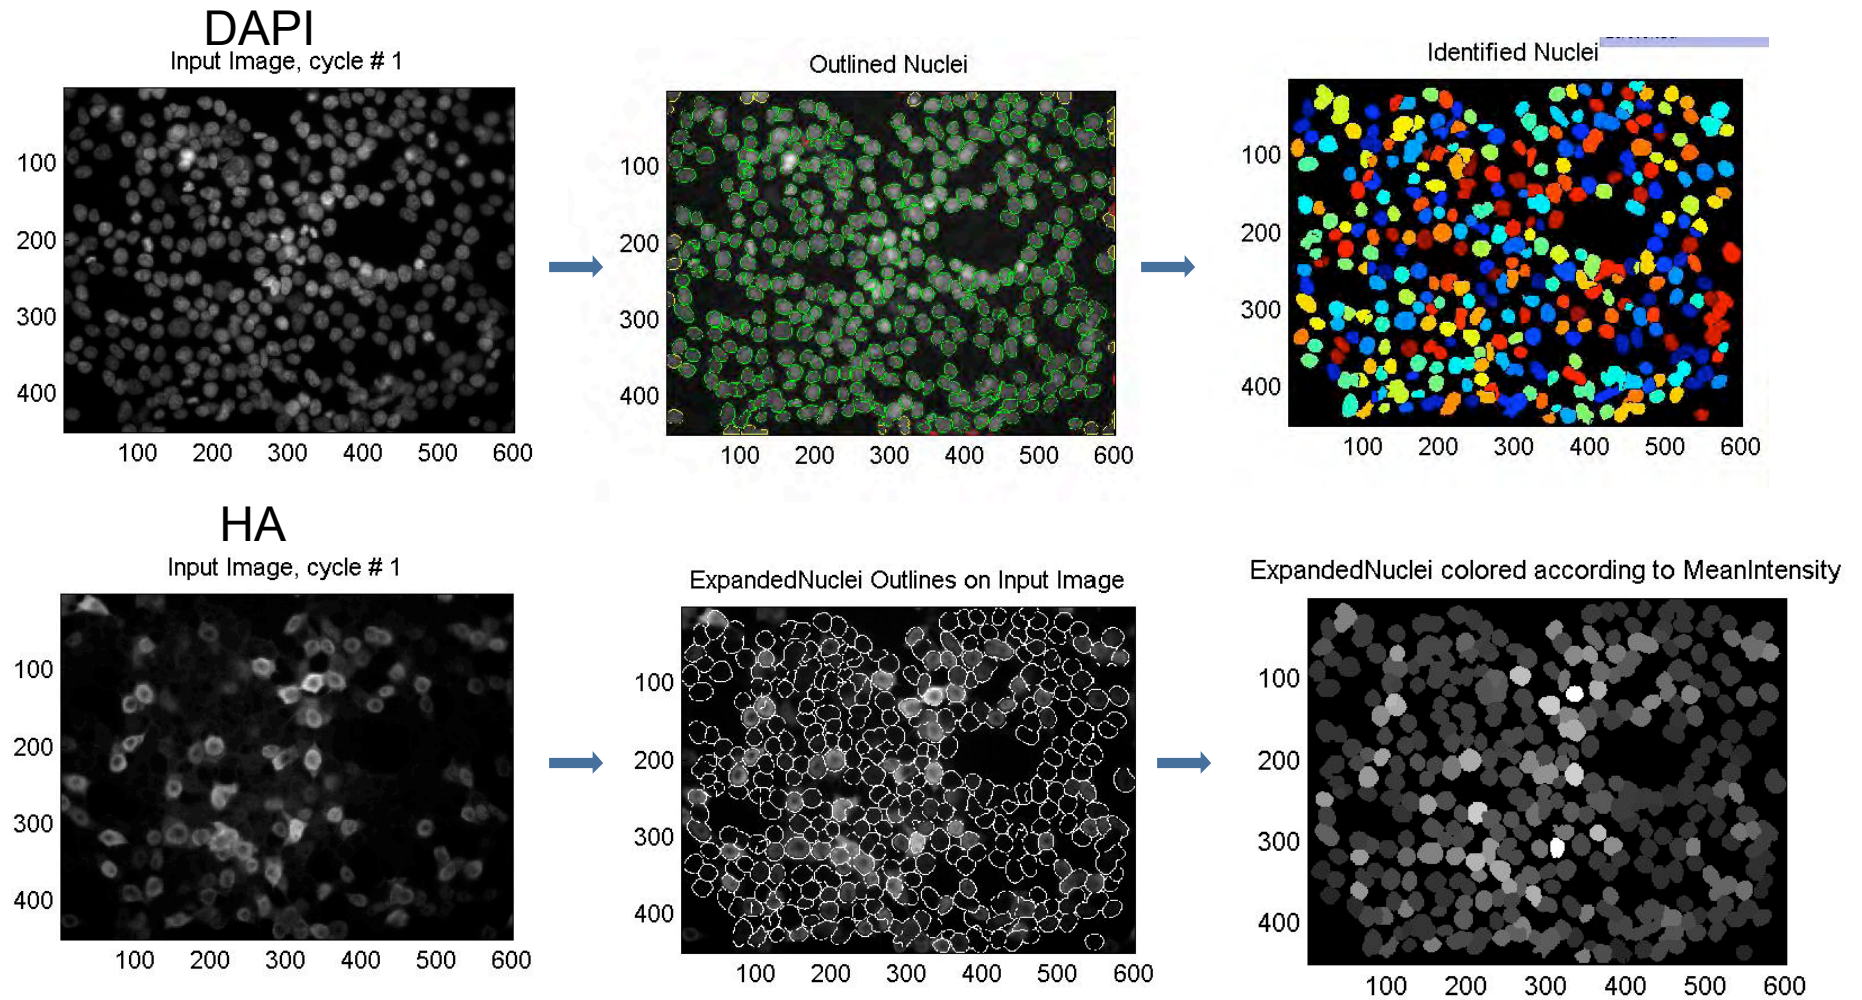 DAPI
Input Image, cycle # 1
Outlined Nuclei
Identified Nuclei
100
200
300
400
100 200 300 400 500 600
100
200
300
400
100 200 300 400 500 600
100
200
300
400
100 200 300 400 500 600
HA
Input Image, cycle # 1
ExpandedNuclei Outlines on Input Image
ExpandedNuclei colored according to MeanIntensity
100
200
300
400
100 200 300 400 500 600
100
200
300
400
100 200 300 400 500 600
100
200
300
400
100 200 300 400 500 600